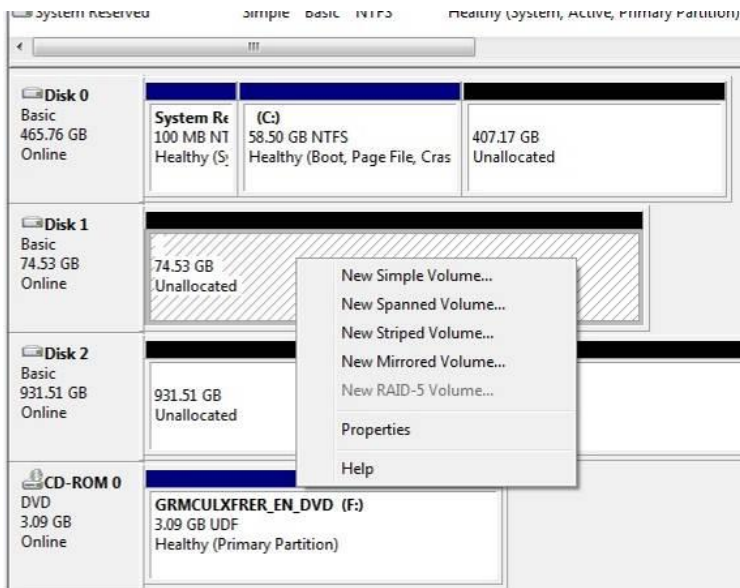 System Reserved Simple Basic NTFS Healthy (System, Active, Primary Partition)
Disk 0
Basic
465.76 GB
Online
System Re
100 MB NT
Healthy (Sy
(C:)
58.50 GB NTFS
Healthy (Boot, Page File, Cras
407.17 GB
Unallocated
Disk 1
Basic
74.53 GB
Online
74.53 GB
Unallocated
New Simple Volume...
New Spanned Volume...
New Striped Volume...
New Mirrored Volume...
New RAID-5 Volume...
Properties
Help
Disk 2
Basic
931.51 GB
Online
931.51 GB
Unallocated
CD-ROM 0
DVD
3.09 GB
Online
GRMCULXFRER_EN_DVD (F:)
3.09 GB UDF
Healthy (Primary Partition)